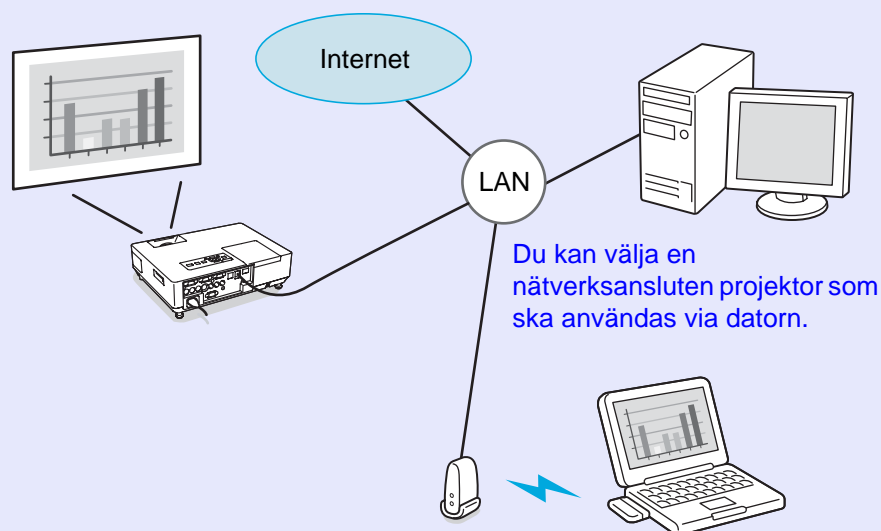 Internet
LAN
Du kan välja en
nätverksansluten projektor som
ska användas via datorn.